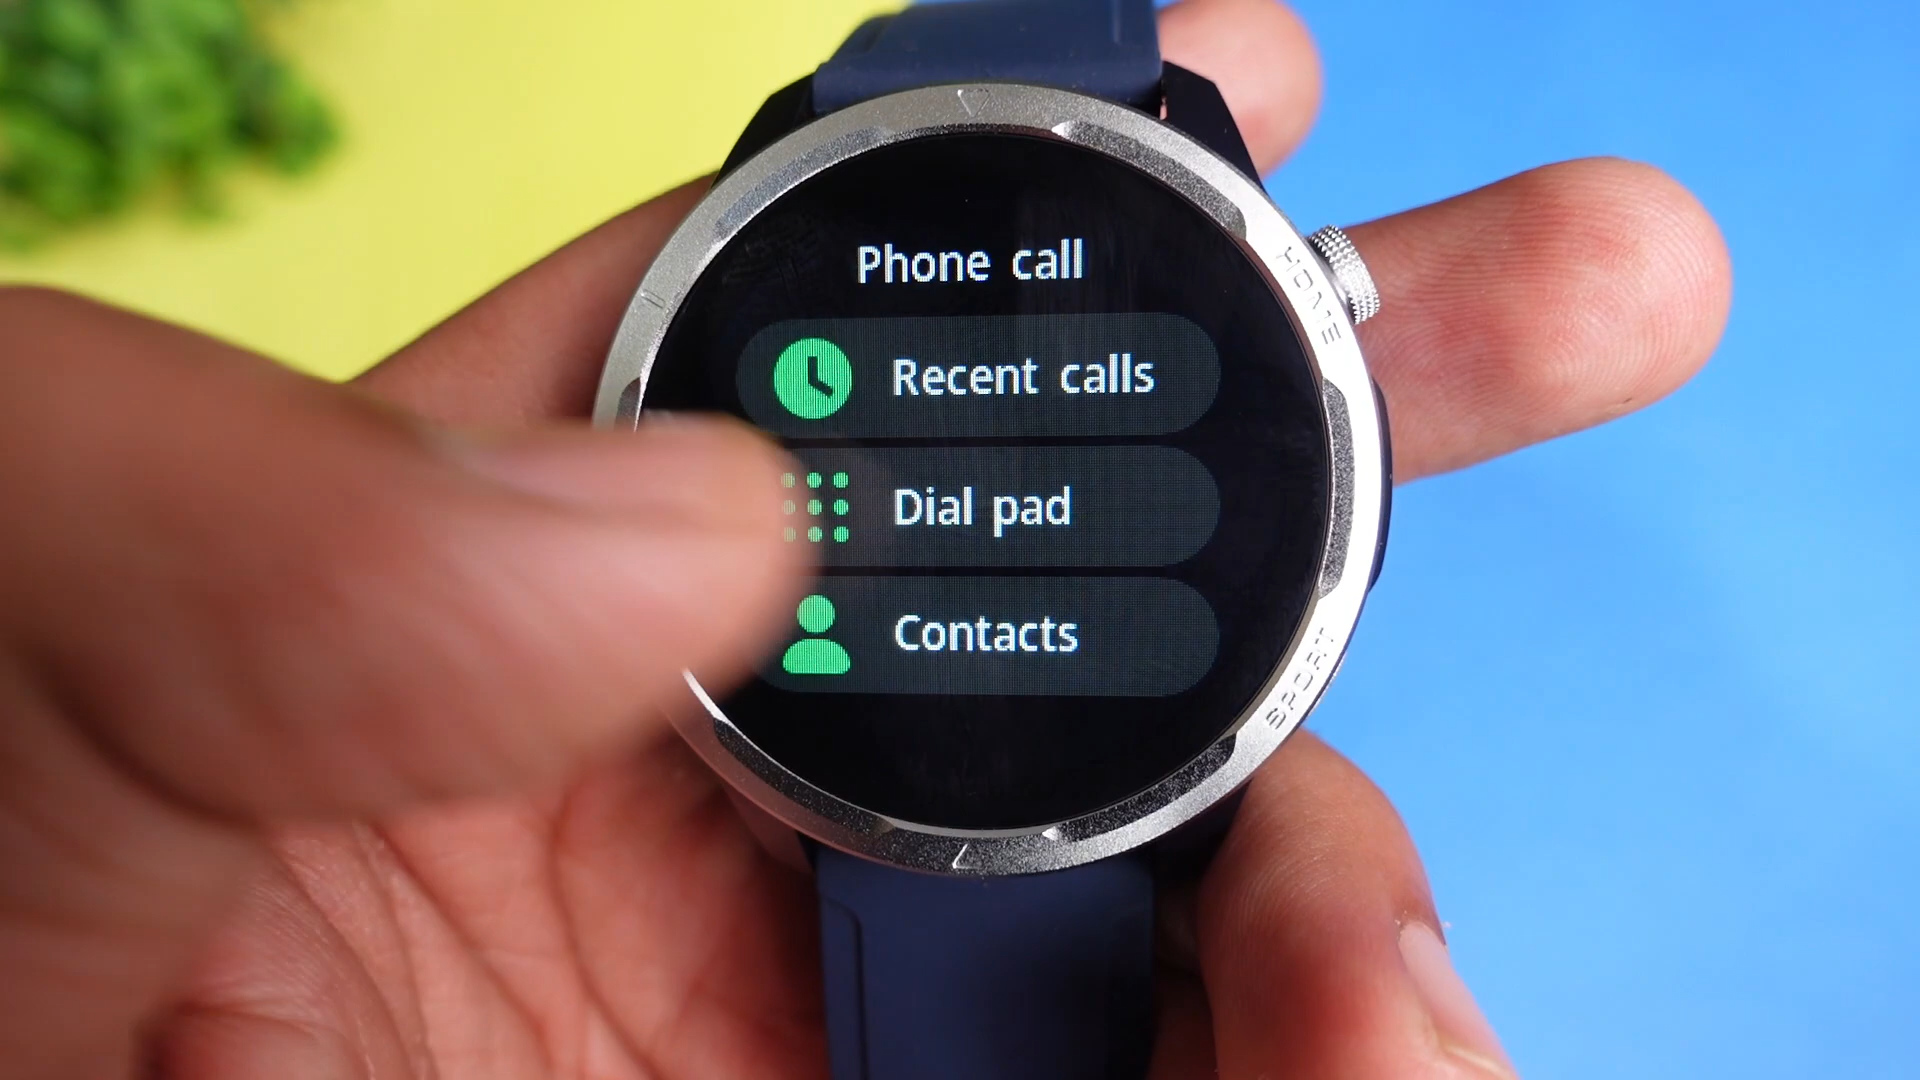 Phone call
HOME
Recent calls
Dial pad
Contacts
SPORT